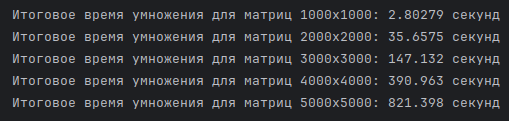 Итоговое время умножения для матриц 1000x1000: 2.80279 секунд
Итоговое время умножения для матриц 2000x2000: 35.6575 секунд
Итоговое время умножения для матриц 3000x3000: 147.132 секунд
Итоговое время умножения для матриц 4000x4000: 390.963 секунд
Итоговое время умножения для матриц 5000x5000: 821.398 секунд